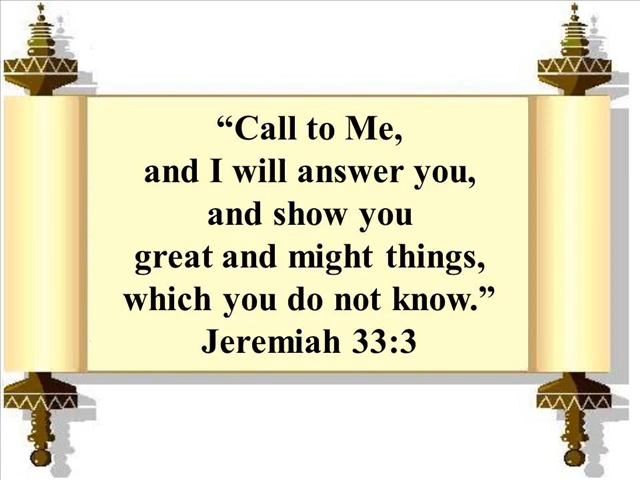 “Call to Me,
and I will answer you,
and show you
great and might things,
which you do not know.”
Jeremiah 33:3